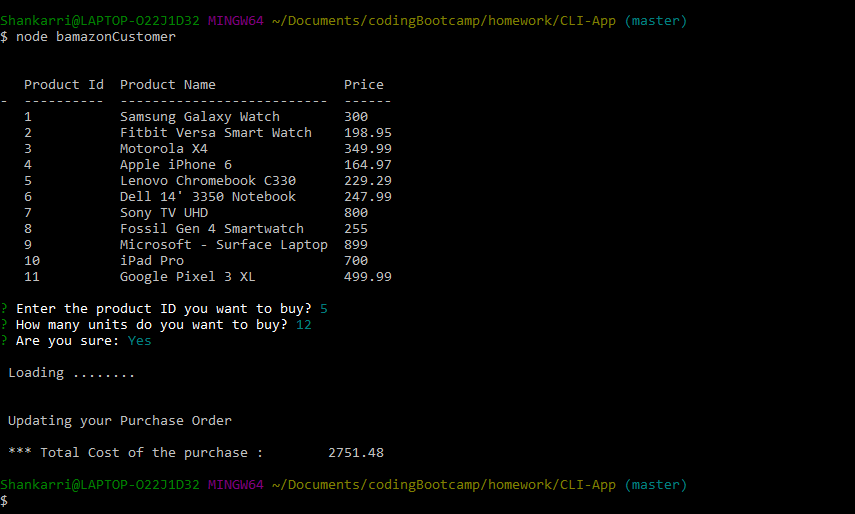 Shankarri@LAPTOP-O22J1D32 MINGW64 ~/Documents/codingBootcamp/homework/CLI-App (master)
$ node bamazonCustomer
Product Id  Product Name                Price
-  ----------  --------------------------  ------
1           Samsung Galaxy Watch        300
2           Fitbit Versa Smart Watch    198.95
3           Motorola X4                 349.99
4           Apple iPhone 6              164.97
5           Lenovo Chromebook C330      229.29
6           Dell 14' 3350 Notebook      247.99
7           Sony TV UHD                 800
8           Fossil Gen 4 Smartwatch     255
9           Microsoft - Surface Laptop  899
10          iPad Pro                    700
11          Google Pixel 3 XL           499.99
? Enter the product ID you want to buy? 5
? How many units do you want to buy? 12
? Are you sure: Yes
Loading ........
Updating your Purchase Order
*** Total Cost of the purchase :        2751.48
Shankarri@LAPTOP-O22J1D32 MINGW64 ~/Documents/codingBootcamp/homework/CLI-App (master)
$